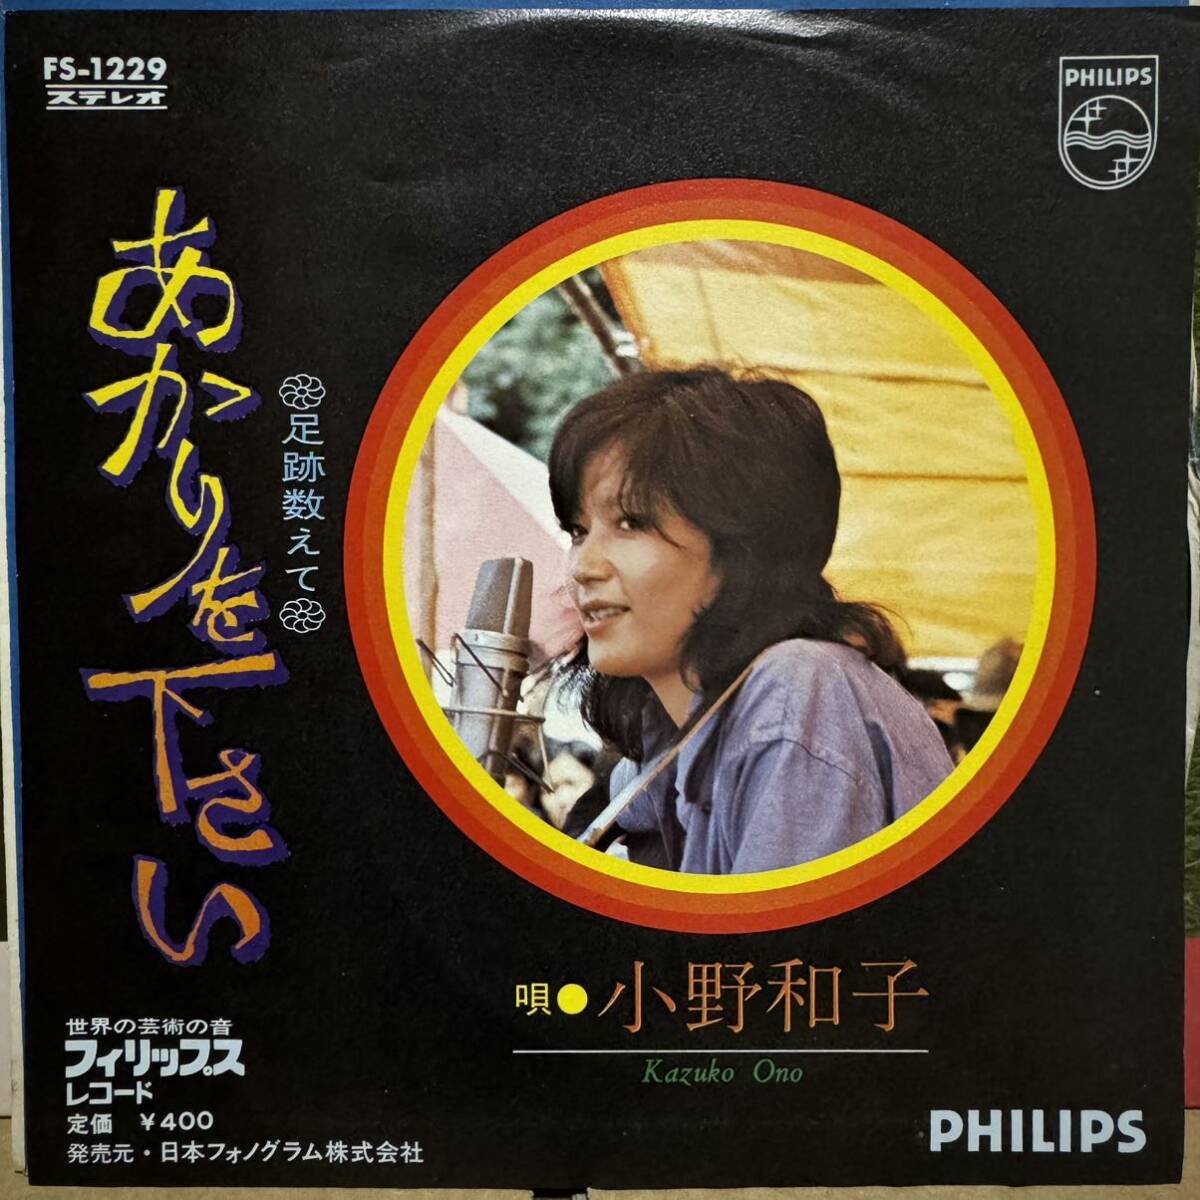 FS-1229
ステレオ
PHILIPS
あかりを下さい
足跡数えて
唄●小野和子
Kazuko Ono
世界の芸術の音
フィリップス
レコード
定価 ¥400
発売元・日本フォノグラム株式会社
PHILIPS